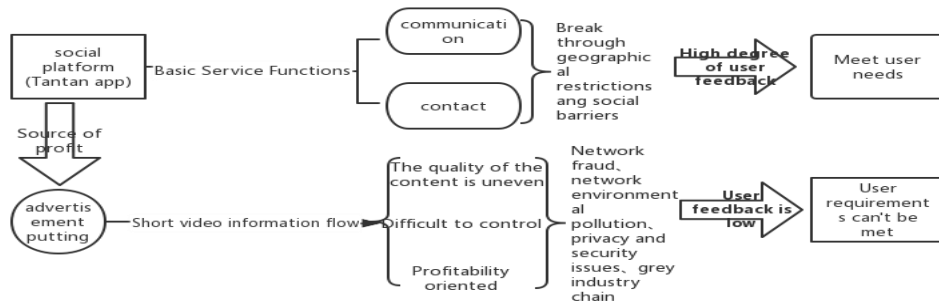 social
platform
(Tantan app)
Basic Service Functions
communicati
on
contact
Break
through
geographic
al
restrictions
ang social
barriers
High degree
of user
feedback
Meet user
needs
Source of
profit
advertis
ement
putting
Short video information flow
The quality of the
content is uneven
Difficult to control
Profitability
oriented
Network
fraud、
network
environment
al
pollution、
privacy and
security
issues、grey
industry
chain
User
feedback is
low
User
requirement
s can't be
met